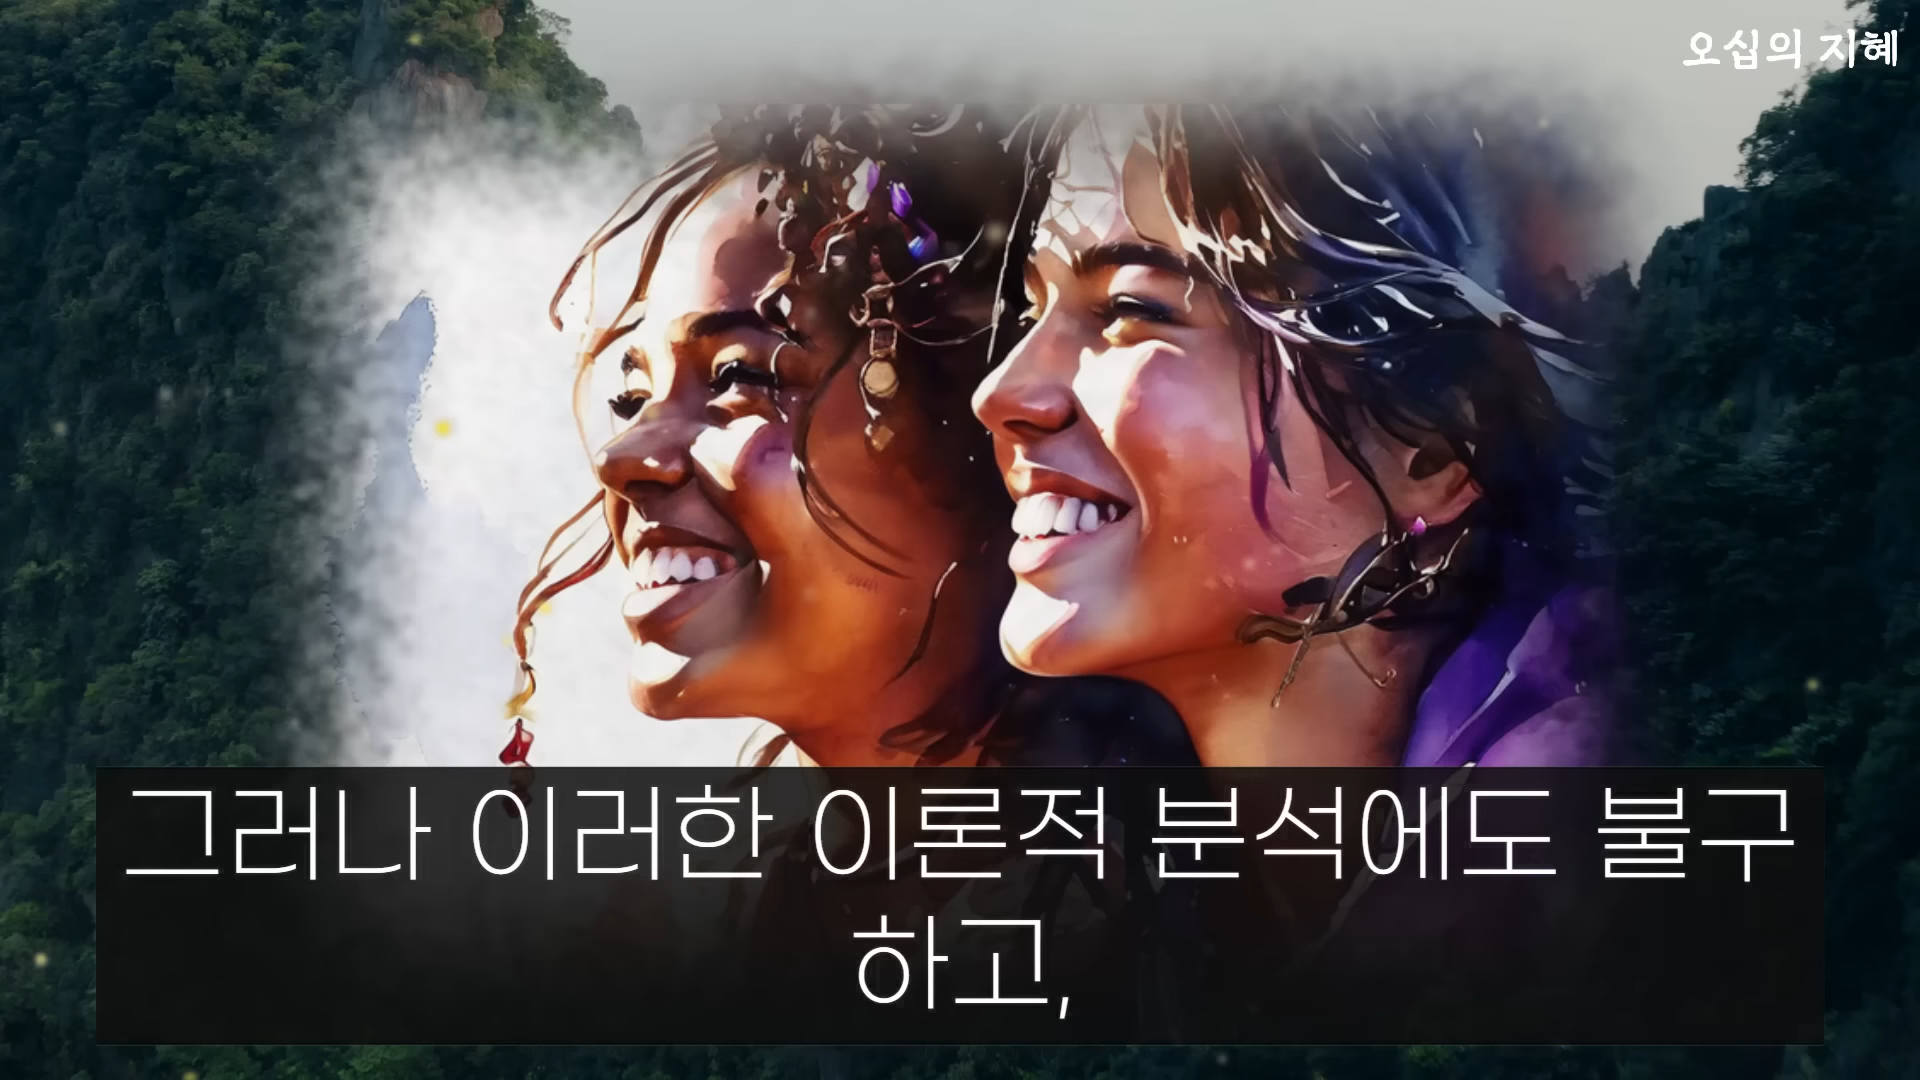 오십의 지혜
그러나 이러한 이론적 분석에도 불구
하고,